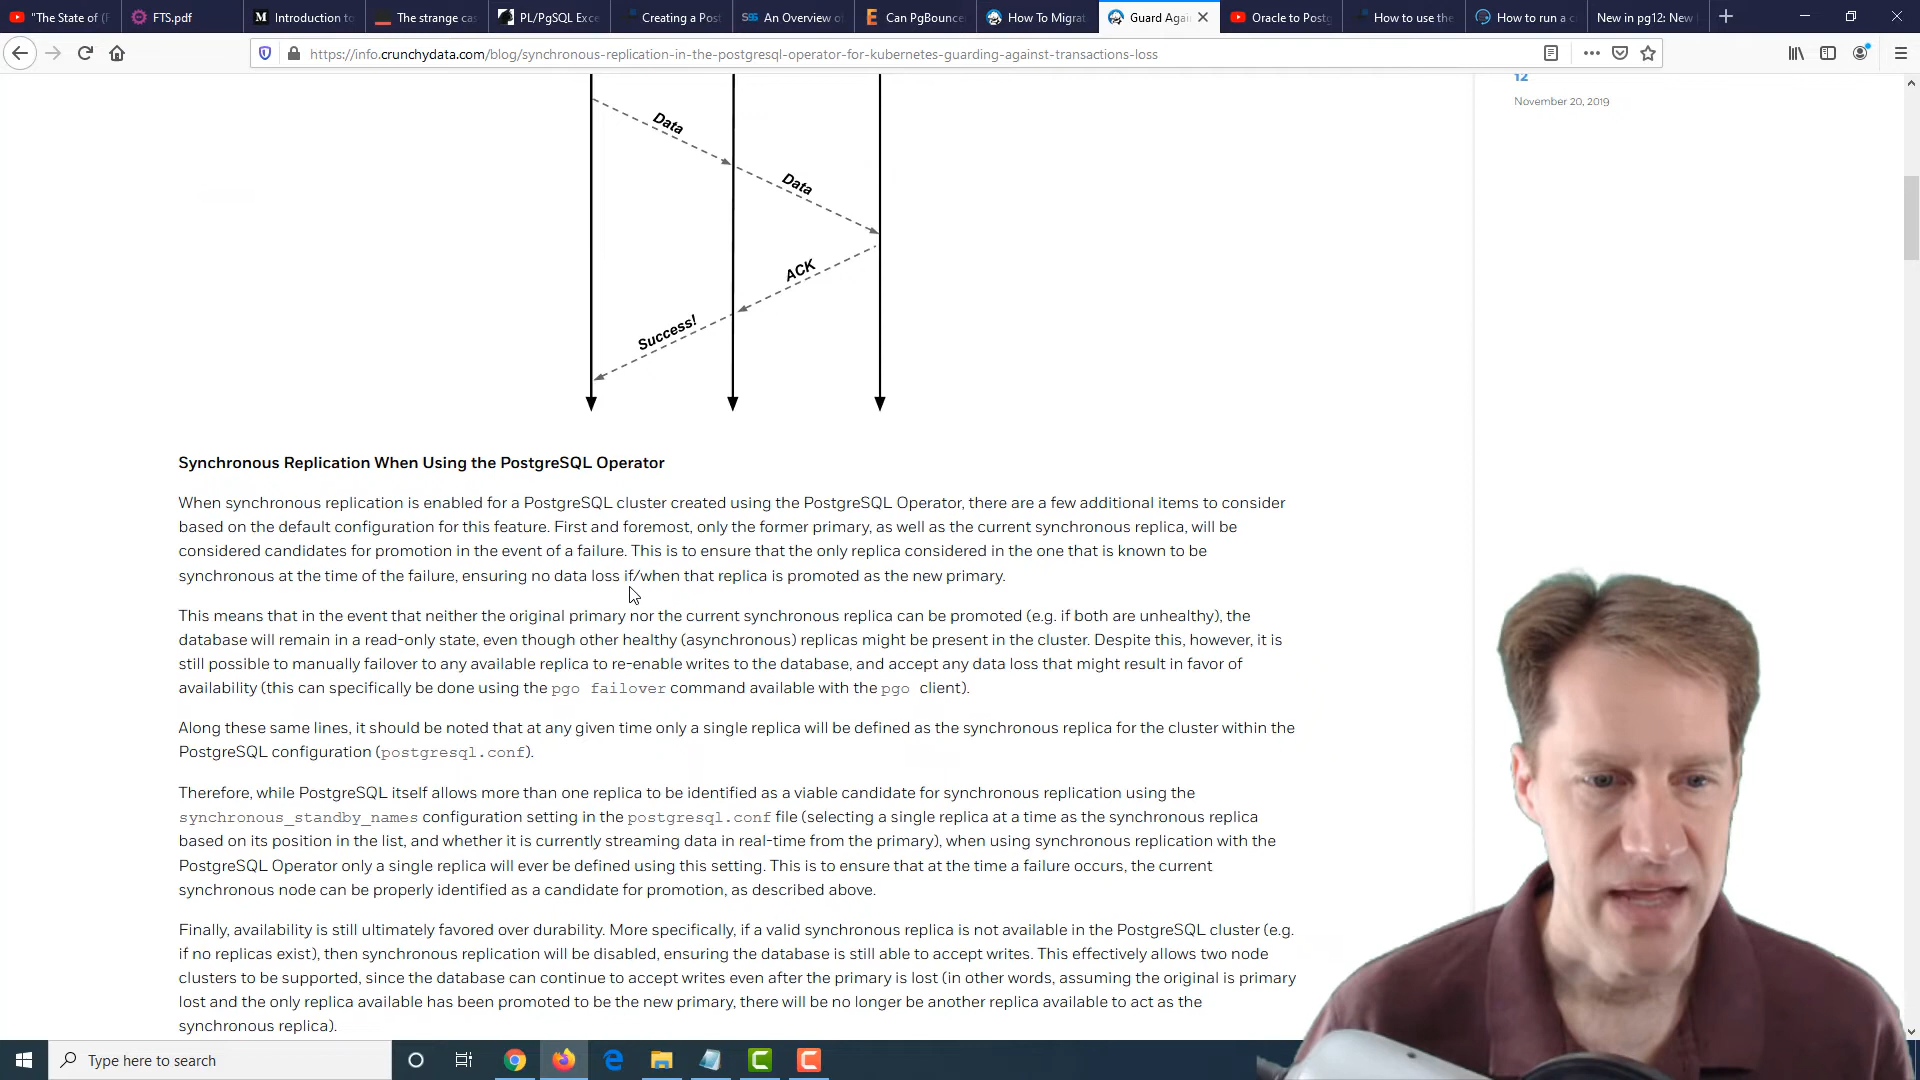 "The State of (F
FTS.pdf
Introduction to
The strange cas
PL/PgSQL Exce
Creating a Post
An Overview of
Can PgBounce
How To Migrat
Guard Again
Oracle to Postg
How to use the
How to run a c
New in pg12: New
https://info.crunchydata.com/blog/synchronous-replication-in-the-postgresql-operator-for-kubernetes-guarding-against-transactions-loss
12
November 20, 2019
Data
Data
ACK
Success!
Synchronous Replication When Using the PostgreSQL Operator
When synchronous replication is enabled for a PostgreSQL cluster created using the PostgreSQL Operator, there are a few additional items to consider
based on the default configuration for this feature. First and foremost, only the former primary, as well as the current synchronous replica, will be
considered candidates for promotion in the event of a failure. This is to ensure that the only replica considered in the one that is known to be
synchronous at the time of the failure, ensuring no data loss if/when that replica is promoted as the new primary.
This means that in the event that neither the original primary nor the current synchronous replica can be promoted (e.g. if both are unhealthy), the
database will remain in a read-only state, even though other healthy (asynchronous) replicas might be present in the cluster. Despite this, however, it is
still possible to manually failover to any available replica to re-enable writes to the database, and accept any data loss that might result in favor of
availability (this can specifically be done using the pgo failover command available with the pgo client).
Along these same lines, it should be noted that at any given time only a single replica will be defined as the synchronous replica for the cluster within the
PostgreSQL configuration (postgresql.conf).
Therefore, while PostgreSQL itself allows more than one replica to be identified as a viable candidate for synchronous replication using the
synchronous_standby_names configuration setting in the postgresql.conf file (selecting a single replica at a time as the synchronous replica
based on its position in the list, and whether it is currently streaming data in real-time from the primary), when using synchronous replication with the
PostgreSQL Operator only a single replica will ever be defined using this setting. This is to ensure that at the time a failure occurs, the current
synchronous node can be properly identified as a candidate for promotion, as described above.
Finally, availability is still ultimately favored over durability. More specifically, if a valid synchronous replica is not available in the PostgreSQL cluster (e.g.
if no replicas exist), then synchronous replication will be disabled, ensuring the database is still able to accept writes. This effectively allows two node
clusters to be supported, since the database can continue to accept writes even after the primary is lost (in other words, assuming the original is primary
lost and the only replica available has been promoted to be the new primary, there will be no longer be another replica available to act as the
synchronous replica).
Type here to search